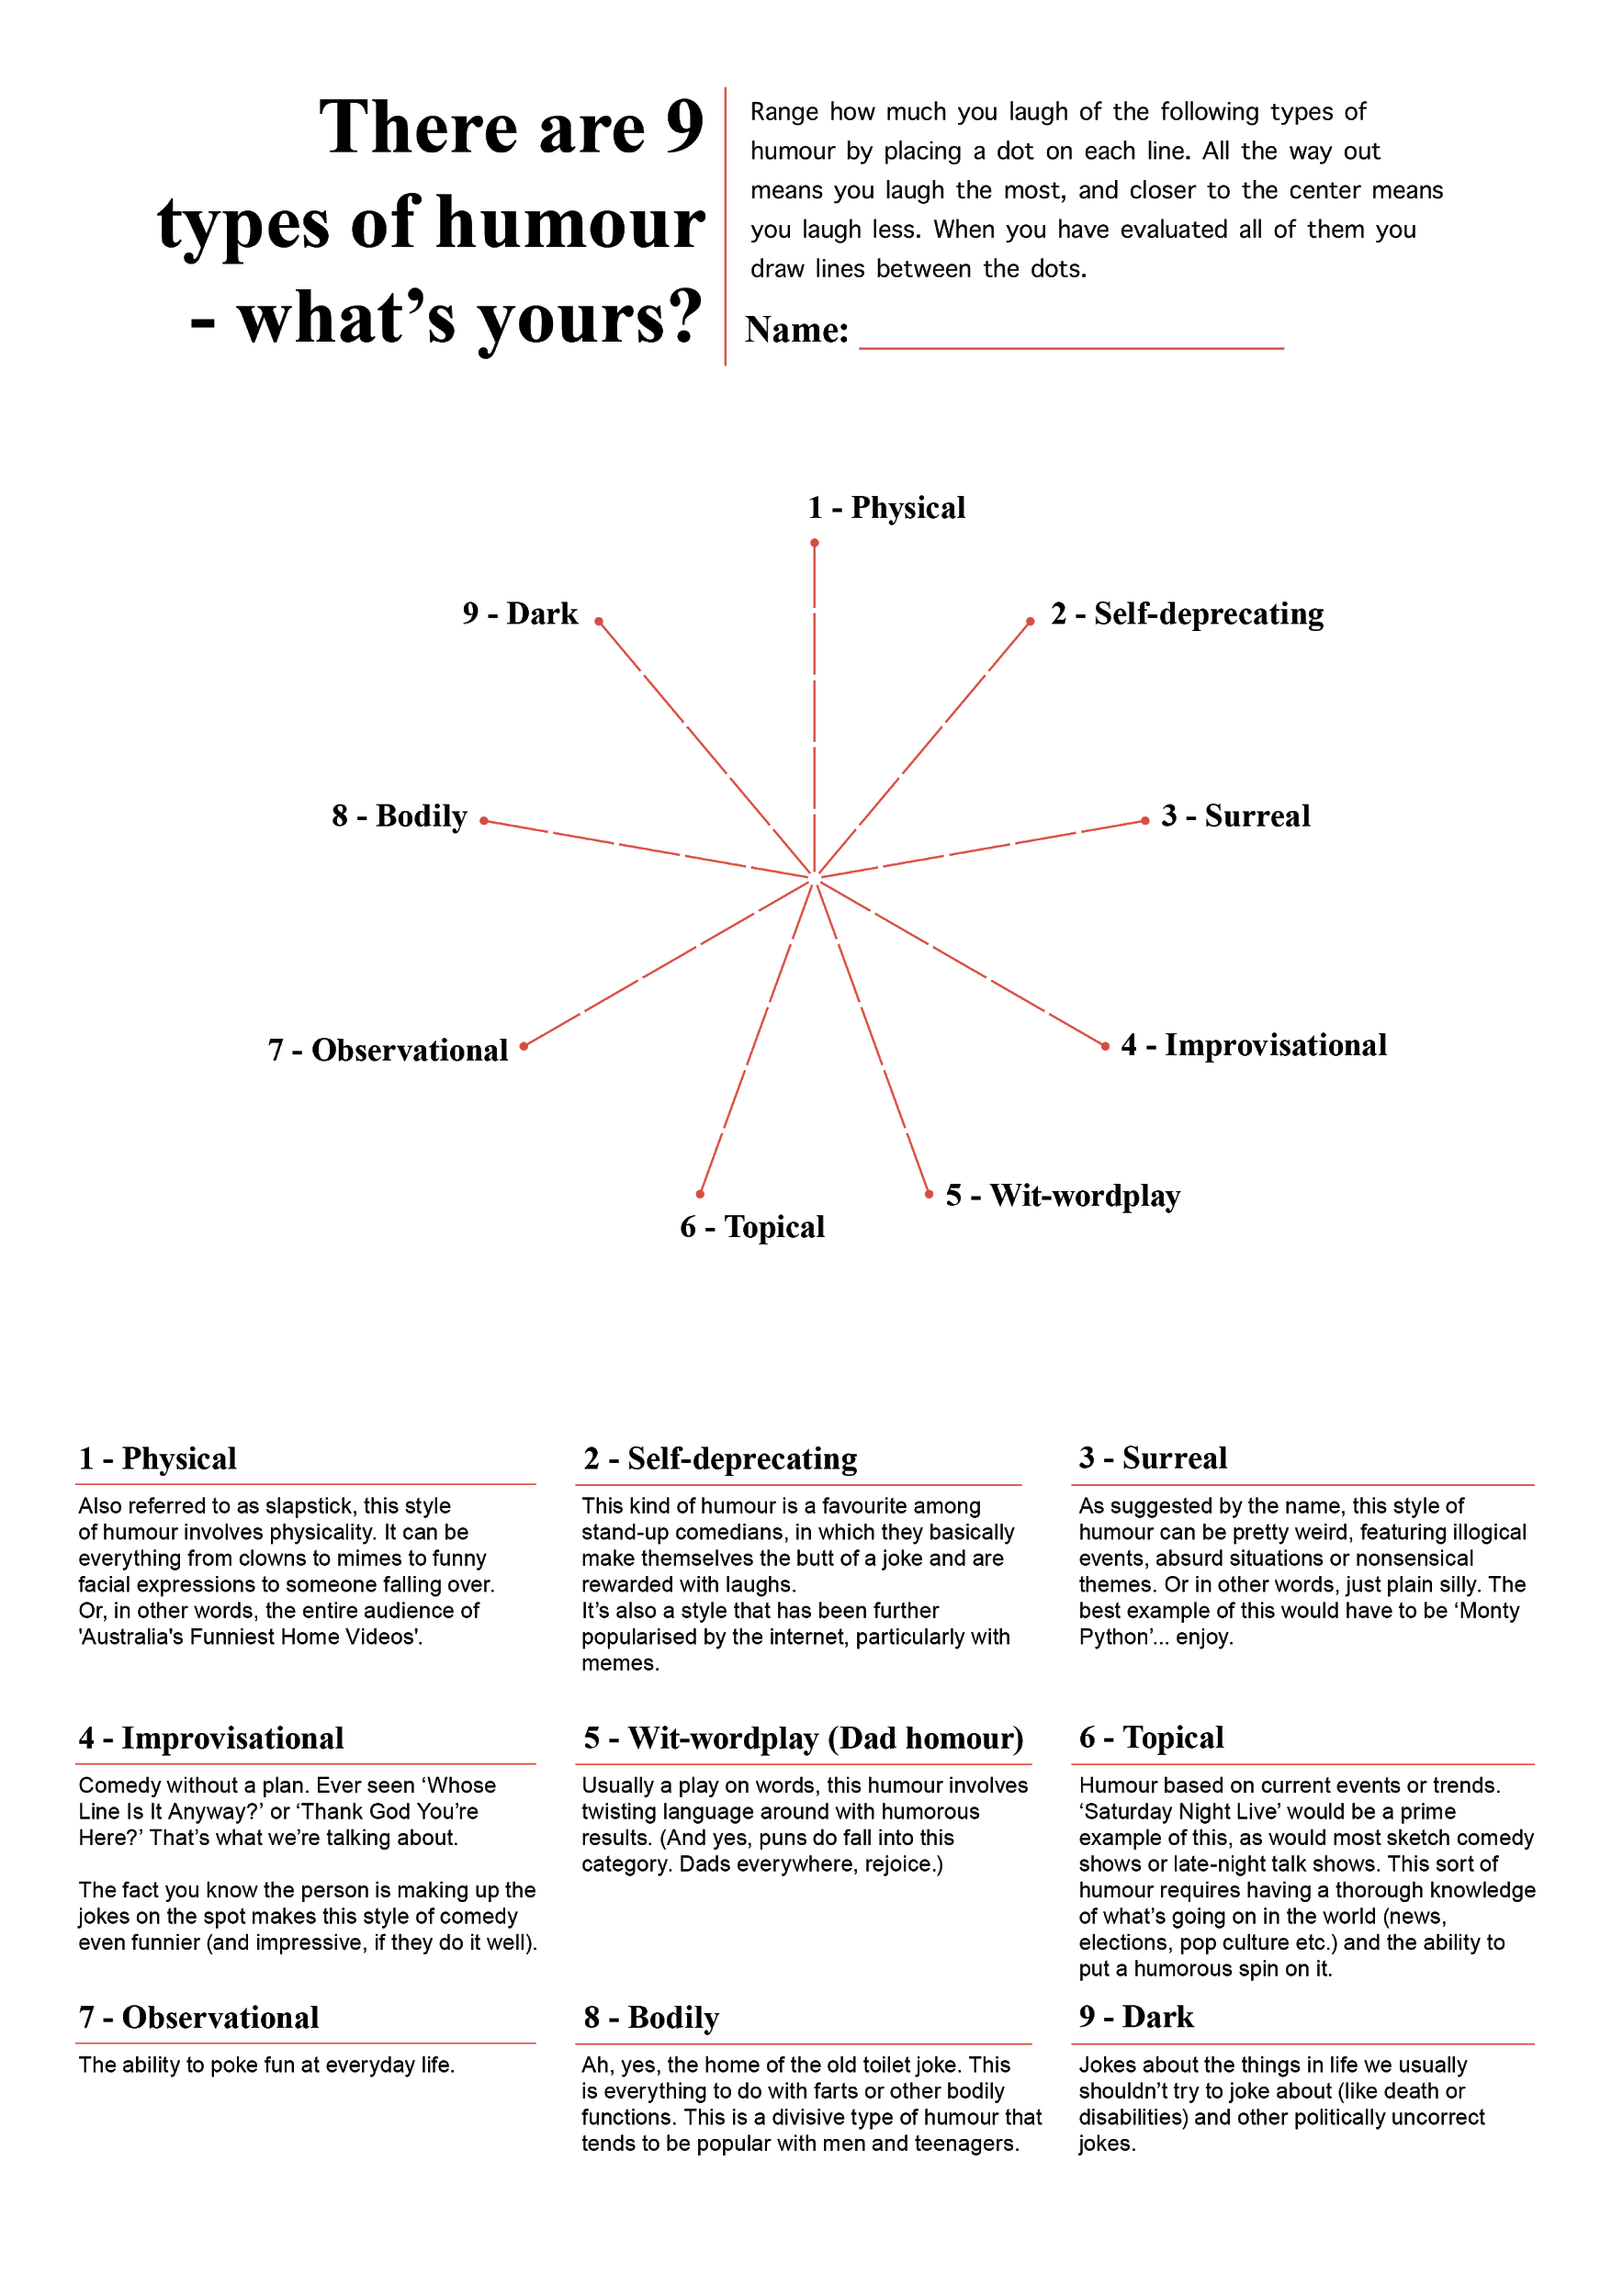 There are 9
types of humour
- what’s yours?
Range how much you laugh of the following types of
humour by placing a dot on each line. All the way out
means you laugh the most, and closer to the center means
you laugh less. When you have evaluated all of them you
draw lines between the dots.
Name:
1 - Physical
9 - Dark
2 - Self-deprecating
8 - Bodily
3 - Surreal
7 - Observational
4 - Improvisational
5 - Wit-wordplay
6 - Topical
1 - Physical
Also referred to as slapstick, this style
of humour involves physicality. It can be
everything from clowns to mimes to funny
facial expressions to someone falling over.
Or, in other words, the entire audience of
'Australia's Funniest Home Videos'.
2 - Self-deprecating
This kind of humour is a favourite among
stand-up comedians, in which they basically
make themselves the butt of a joke and are
rewarded with laughs.
It’s also a style that has been further
popularised by the internet, particularly with
memes.
3 - Surreal
As suggested by the name, this style of
humour can be pretty weird, featuring illogical
events, absurd situations or nonsensical
themes. Or in other words, just plain silly. The
best example of this would have to be ‘Monty
Python’... enjoy.
4 - Improvisational
Comedy without a plan. Ever seen ‘Whose
Line Is It Anyway?’ or ‘Thank God You’re
Here?’ That’s what we’re talking about.
The fact you know the person is making up the
jokes on the spot makes this style of comedy
even funnier (and impressive, if they do it well).
5 - Wit-wordplay (Dad homour)
Usually a play on words, this humour involves
twisting language around with humorous
results. (And yes, puns do fall into this
category. Dads everywhere, rejoice.)
6 - Topical
Humour based on current events or trends.
‘Saturday Night Live’ would be a prime
example of this, as would most sketch comedy
shows or late-night talk shows. This sort of
humour requires having a thorough knowledge
of what’s going on in the world (news,
elections, pop culture etc.) and the ability to
put a humorous spin on it.
7 - Observational
The ability to poke fun at everyday life.
8 - Bodily
Ah, yes, the home of the old toilet joke. This
is everything to do with farts or other bodily
functions. This is a divisive type of humour that
tends to be popular with men and teenagers.
9 - Dark
Jokes about the things in life we usually
shouldn’t try to joke about (like death or
disabilities) and other politically uncorrect
jokes.